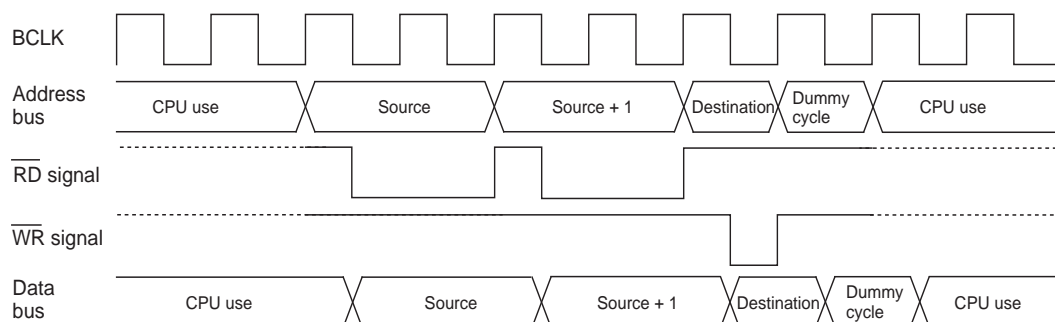 BCLK
Address
bus
CPU use
Source
Source + 1
Destination
Dummy
cycle
CPU use
RD signal
WR signal
Data
bus
CPU use
Source
Source + 1
Destination
Dummy
cycle
CPU use